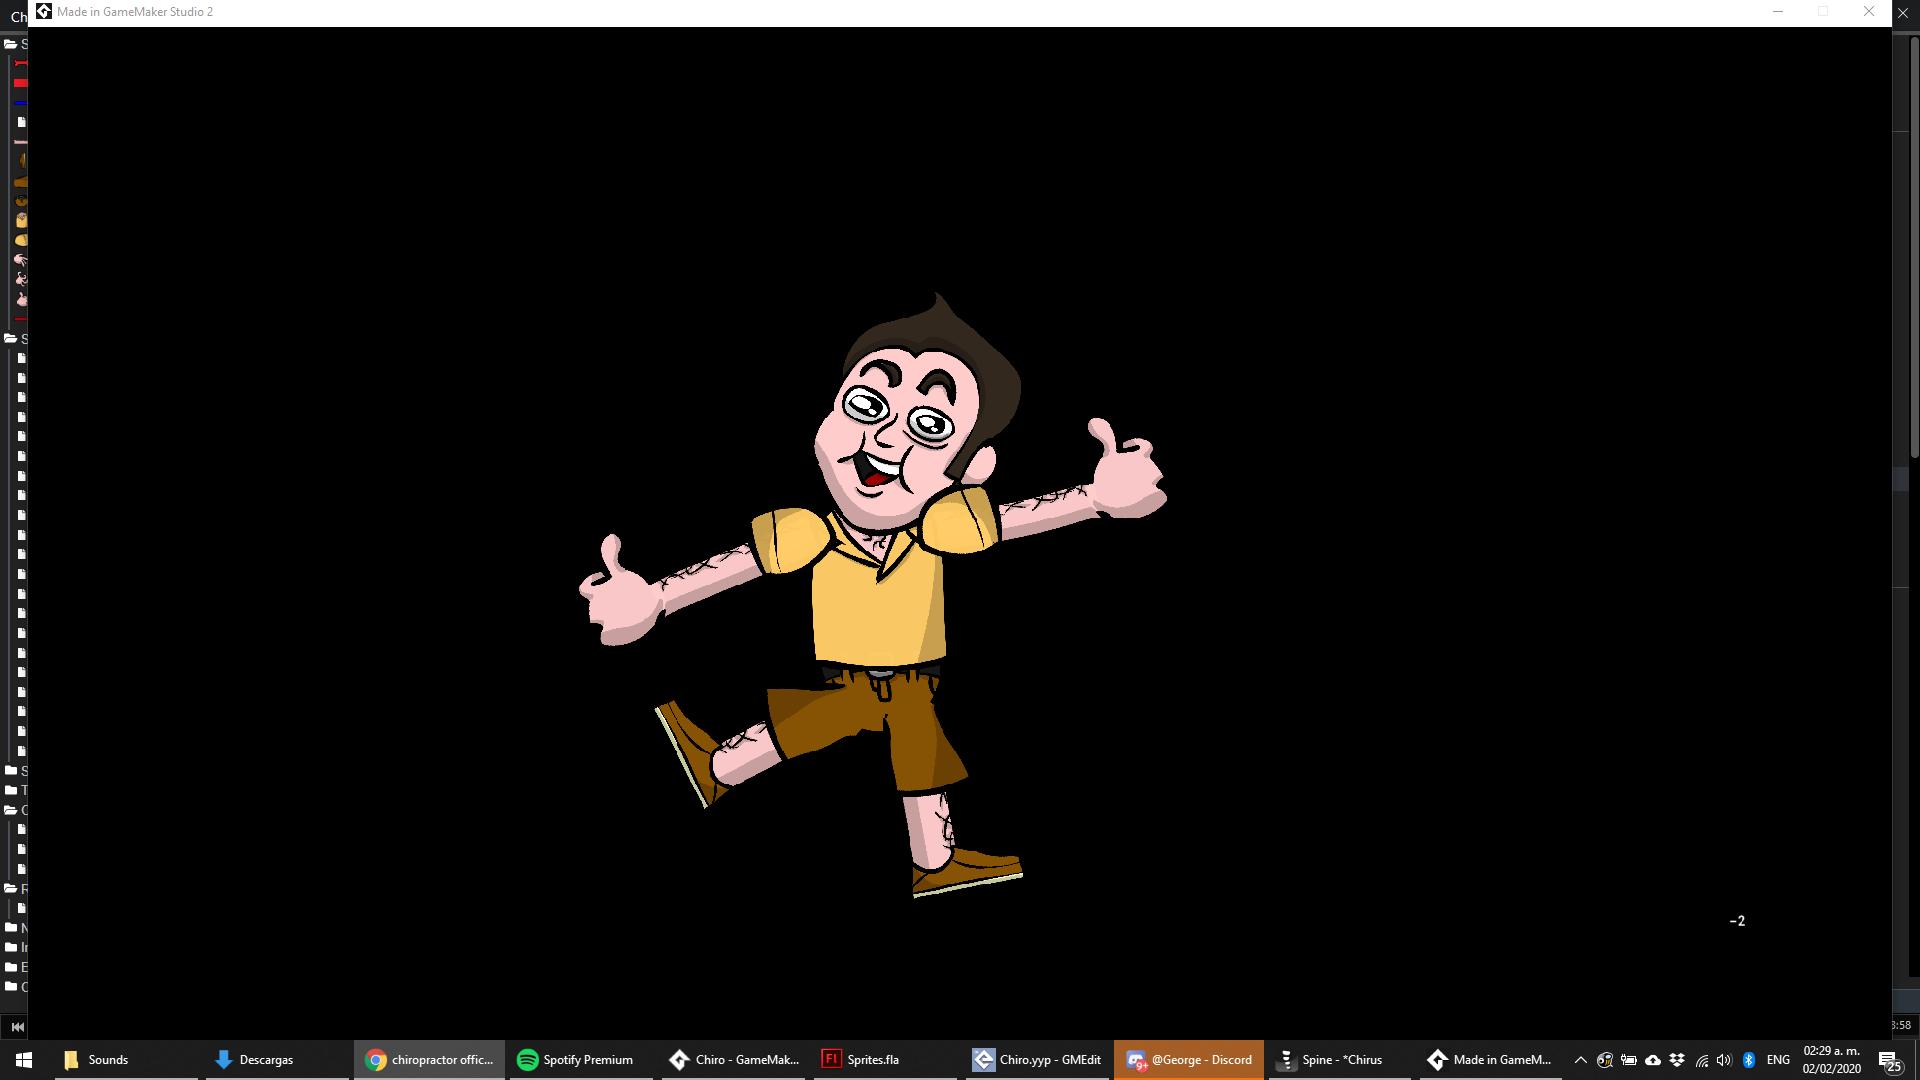 Made in GameMaker Studio 2
Ch
-2
3:58
Sounds
Descargas
chiropractor offic...
Spotify Premium
Chiro - GameMak...
Fl
Sprites.fla
Chiro.yyp - GMEdit
9+
@George - Discord
Spine - *Chirus
Made in GameM...
ENG
02:29 a. m.
02/02/2020
25